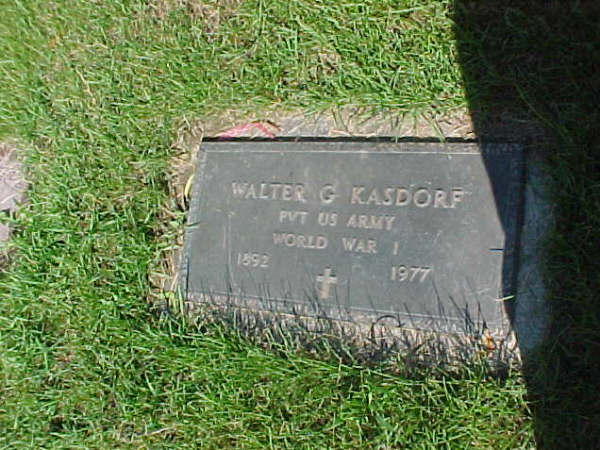 WALTER G KASDORF
PVT US ARMY
WORLD WAR I
1892 1977